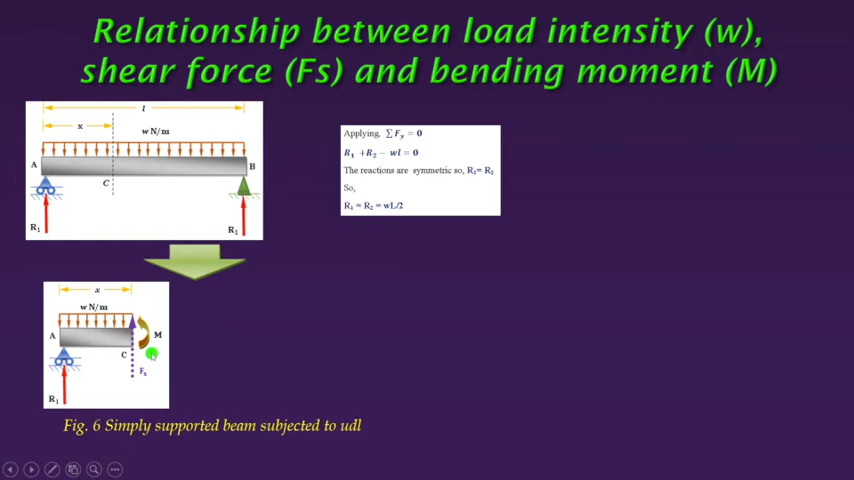 Relationship between load intensity (w),
shear force (Fs) and bending moment (M)
l
x
w N/m
A
B
C
R₁
R₁
Applying, ∑ Fy = 0
R₁ +R₂ − wl = 0
The reactions are symmetric so, R₁= R₂
So,
R₁ = R₂ = wL/2
x
w N/m
A
M
C
Fs
R₁
Fig. 6 Simply supported beam subjected to udl